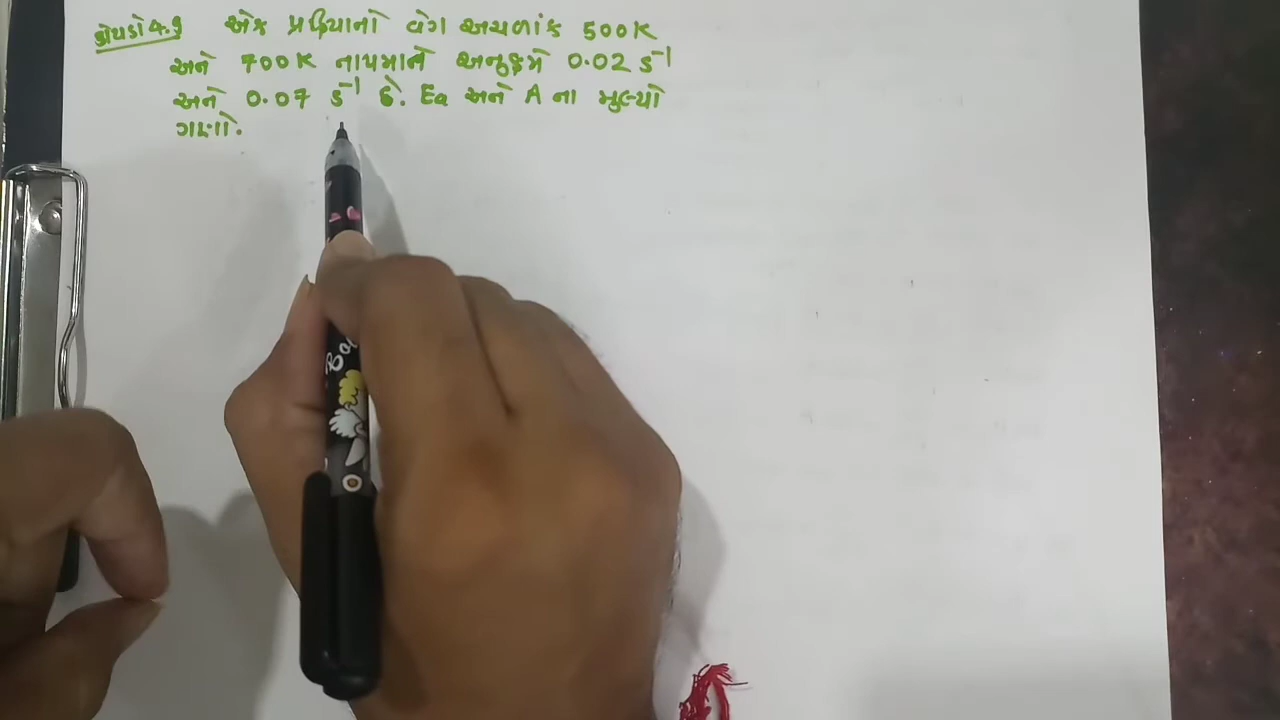 કોયડો 4.9 એક પ્રક્રિયાનો વેગ અચળાંક 500K
અને 700K તાપમાને અનુક્રમે 0.02 s⁻¹
અને 0.07 s⁻¹ છે. Ea અને A ના મુલ્યો
ગણો.